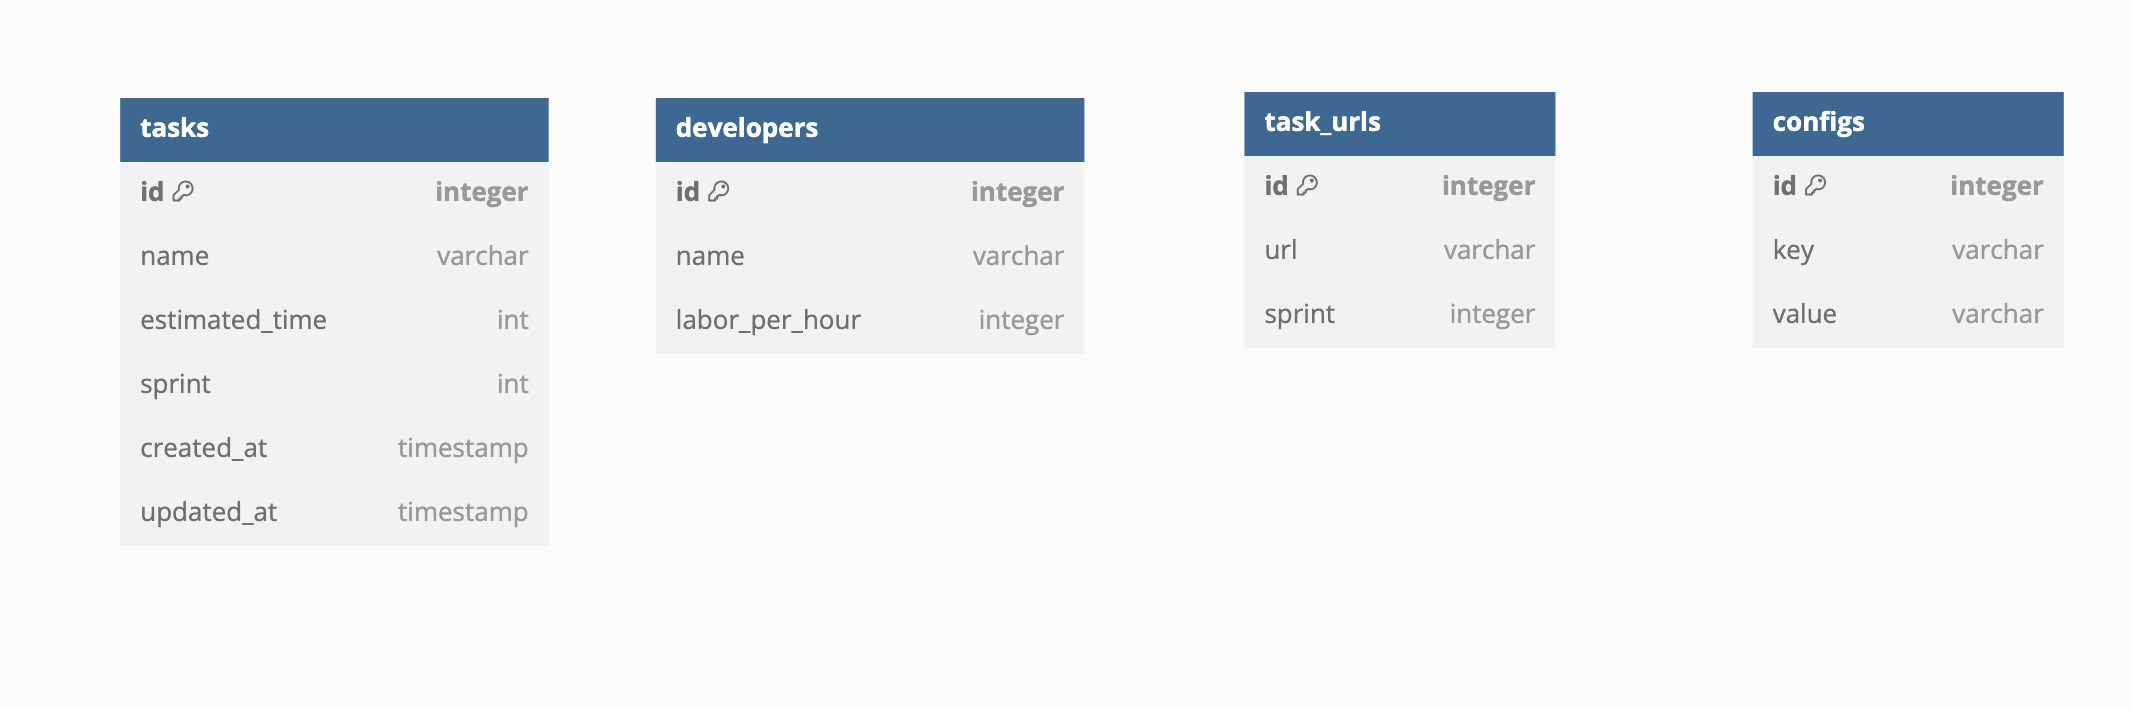 tasks
id integer
name varchar
estimated_time int
sprint int
created_at timestamp
updated_at timestamp
developers
id integer
name varchar
labor_per_hour integer
task_urls
id integer
url varchar
sprint integer
configs
id integer
key varchar
value varchar